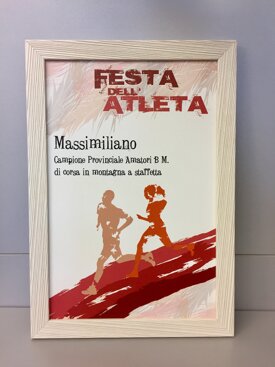 FESTA
DELL'
ATLETA
Massimiliano
Campione Provinciale Amatori B M.
di corsa in montagna a staffetta